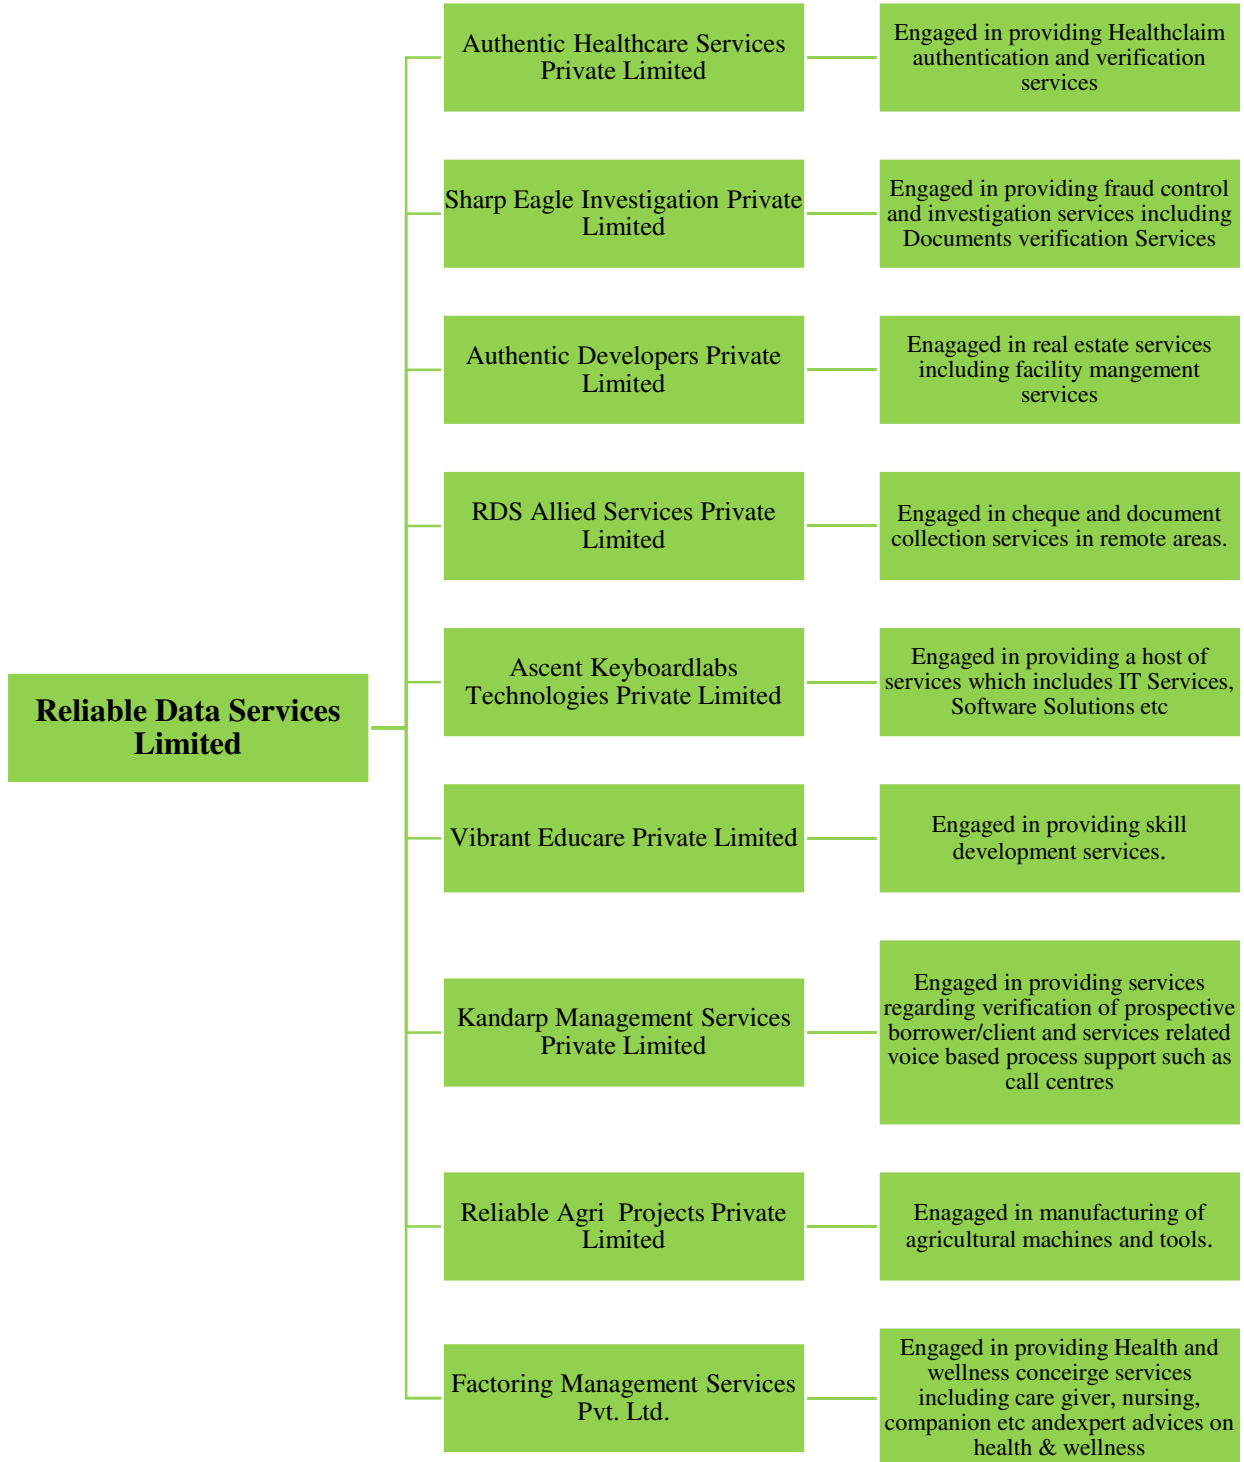 Reliable Data Services
Limited
Authentic Healthcare Services
Private Limited
Engaged in providing Healthclaim
authentication and verification
services
Sharp Eagle Investigation Private
Limited
Engaged in providing fraud control
and investigation services including
Documents verification Services
Authentic Developers Private
Limited
Enagaged in real estate services
including facility mangement
services
RDS Allied Services Private
Limited
Engaged in cheque and document
collection services in remote areas.
Ascent Keyboardlabs
Technologies Private Limited
Engaged in providing a host of
services which includes IT Services,
Software Solutions etc
Vibrant Educare Private Limited
Engaged in providing skill
development services.
Kandarp Management Services
Private Limited
Engaged in providing services
regarding verification of prospective
borrower/client and services related
voice based process support such as
call centres
Reliable Agri  Projects Private
Limited
Enagaged in manufacturing of
agricultural machines and tools.
Factoring Management Services
Pvt. Ltd.
Engaged in providing Health and
wellness conceirge services
including care giver, nursing,
companion etc andexpert advices on
health & wellness